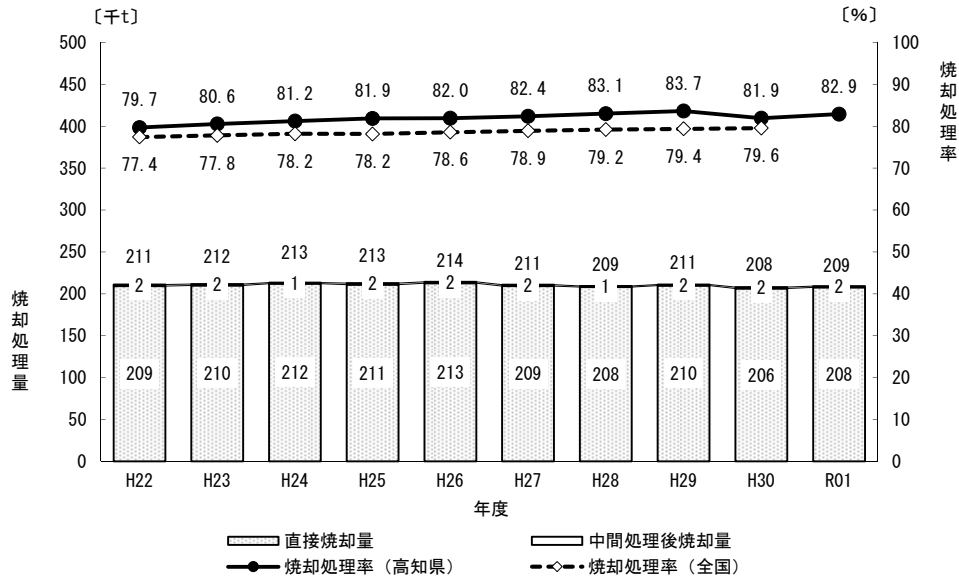 〔千t〕 〔%〕
500 100
450 90
400 80
350 70
300 60
250 50
200 40
150 30
100 20
50 10
0 0
焼却処理量
焼却処理率
79.7 80.6 81.2 81.9 82.0 82.4 83.1 83.7 81.9 82.9
77.4 77.8 78.2 78.2 78.6 78.9 79.2 79.4 79.6
211 212 213 213 214 211 209 211 208 209
2 2 1 2 2 2 1 2 2 2
209 210 212 211 213 209 208 210 206 208
H22 H23 H24 H25 H26 H27 H28 H29 H30 R01
年度
直接焼却量 中間処理後焼却量
焼却処理率（高知県） 焼却処理率（全国）